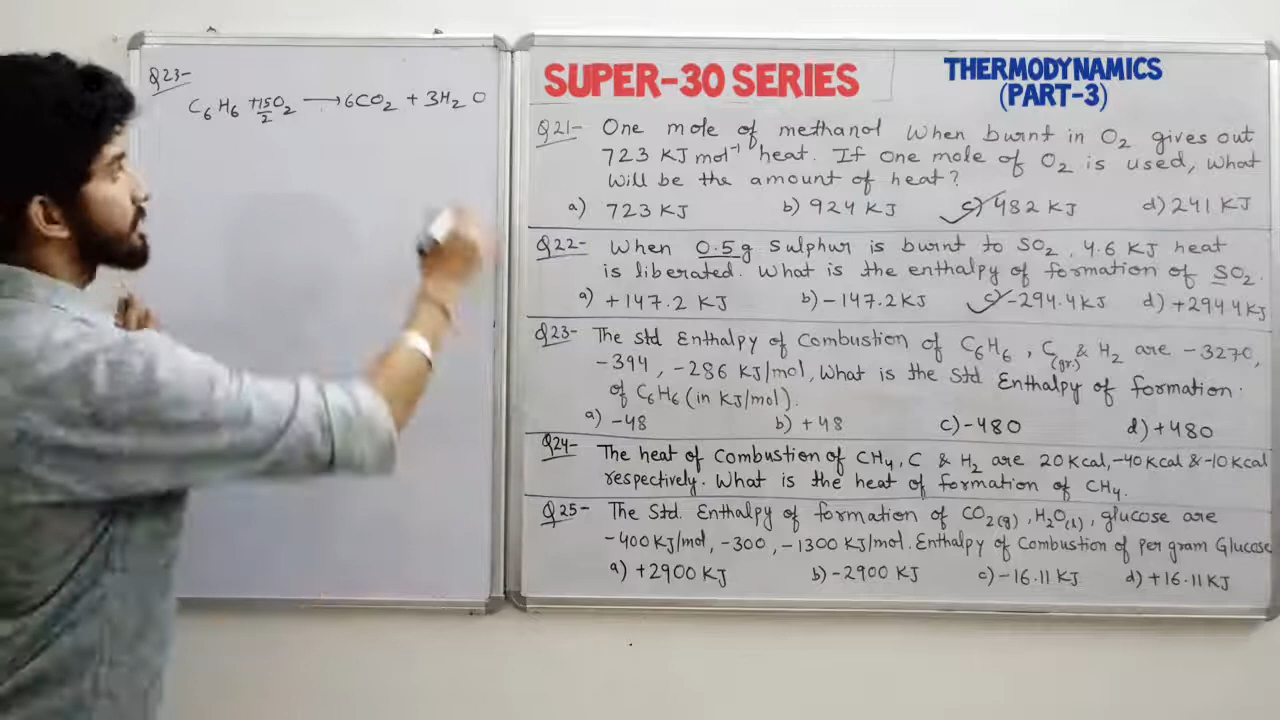 Q23-
C6H6 + 15/2 O2 ⟶ 6CO2 + 3H2O
SUPER-30 SERIES
THERMODYNAMICS
(PART-3)
Q21- One mole of methanol When burnt in O2 gives out
723 KJ mol⁻¹ heat. If one mole of O2 is used, what
will be the amount of heat?
a) 723 KJ b) 924 KJ c) 482 KJ d) 241 KJ
Q22- When 0.5g Sulphur is burnt to SO2, 4.6 KJ heat
is liberated. What is the enthalpy of formation of SO2.
a) +147.2 KJ b) -147.2 KJ c) -294.4 KJ d) +294.4 KJ
Q23- The std Enthalpy of Combustion of C6H6, C(gr.) & H2 are -3270,
-394, -286 KJ/mol, What is the Std Enthalpy of formation.
of C6H6 (in KJ/mol).
a) -48 b) +48 c) -480 d) +480
Q24- The heat of Combustion of CH4, C & H2 are 20 Kcal, -40 Kcal & -10 Kcal
respectively. What is the heat of formation of CH4.
Q25- The Std. Enthalpy of formation of CO2(g), H2O(l), glucose are
-400 KJ/mol, -300, -1300 KJ/mol. Enthalpy of Combustion of per gram Glucose
a) +2900 KJ b) -2900 KJ c) -16.11 KJ d) +16.11 KJ